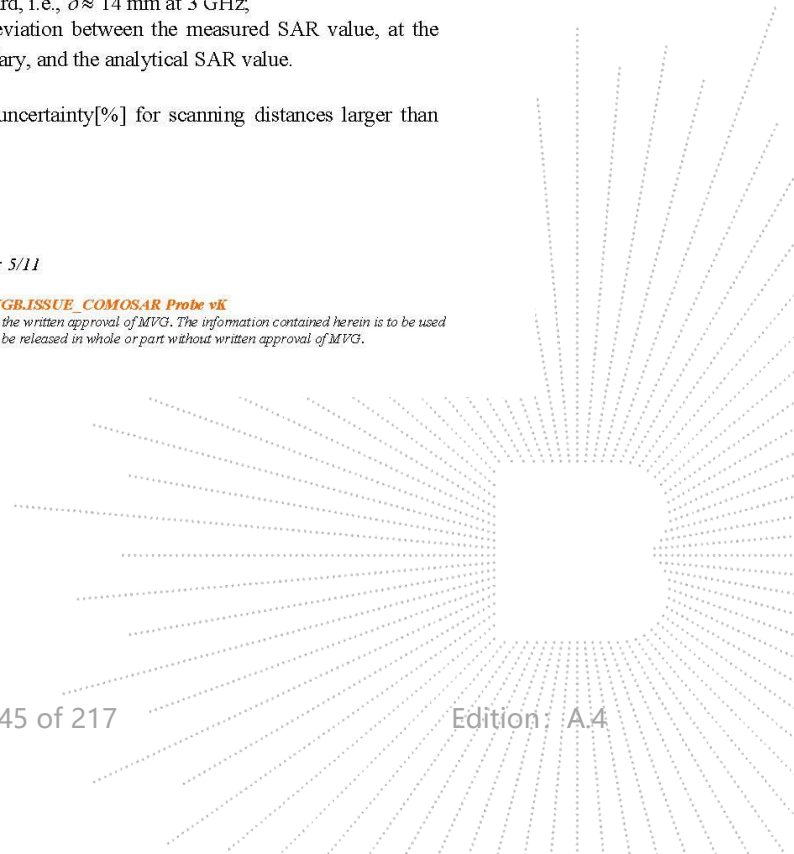 rd, i.e., δ≈ 14 mm at 3 GHz;
eviation between the measured SAR value, at the
ary, and the analytical SAR value.
uncertainty[%] for scanning distances larger than
: 5/11
GB.ISSUE_COMOSAR Probe vK
the written approval of MVG. The information contained herein is to be used
be released in whole or part without written approval of MVG.
45 of 217
Edition: A.4